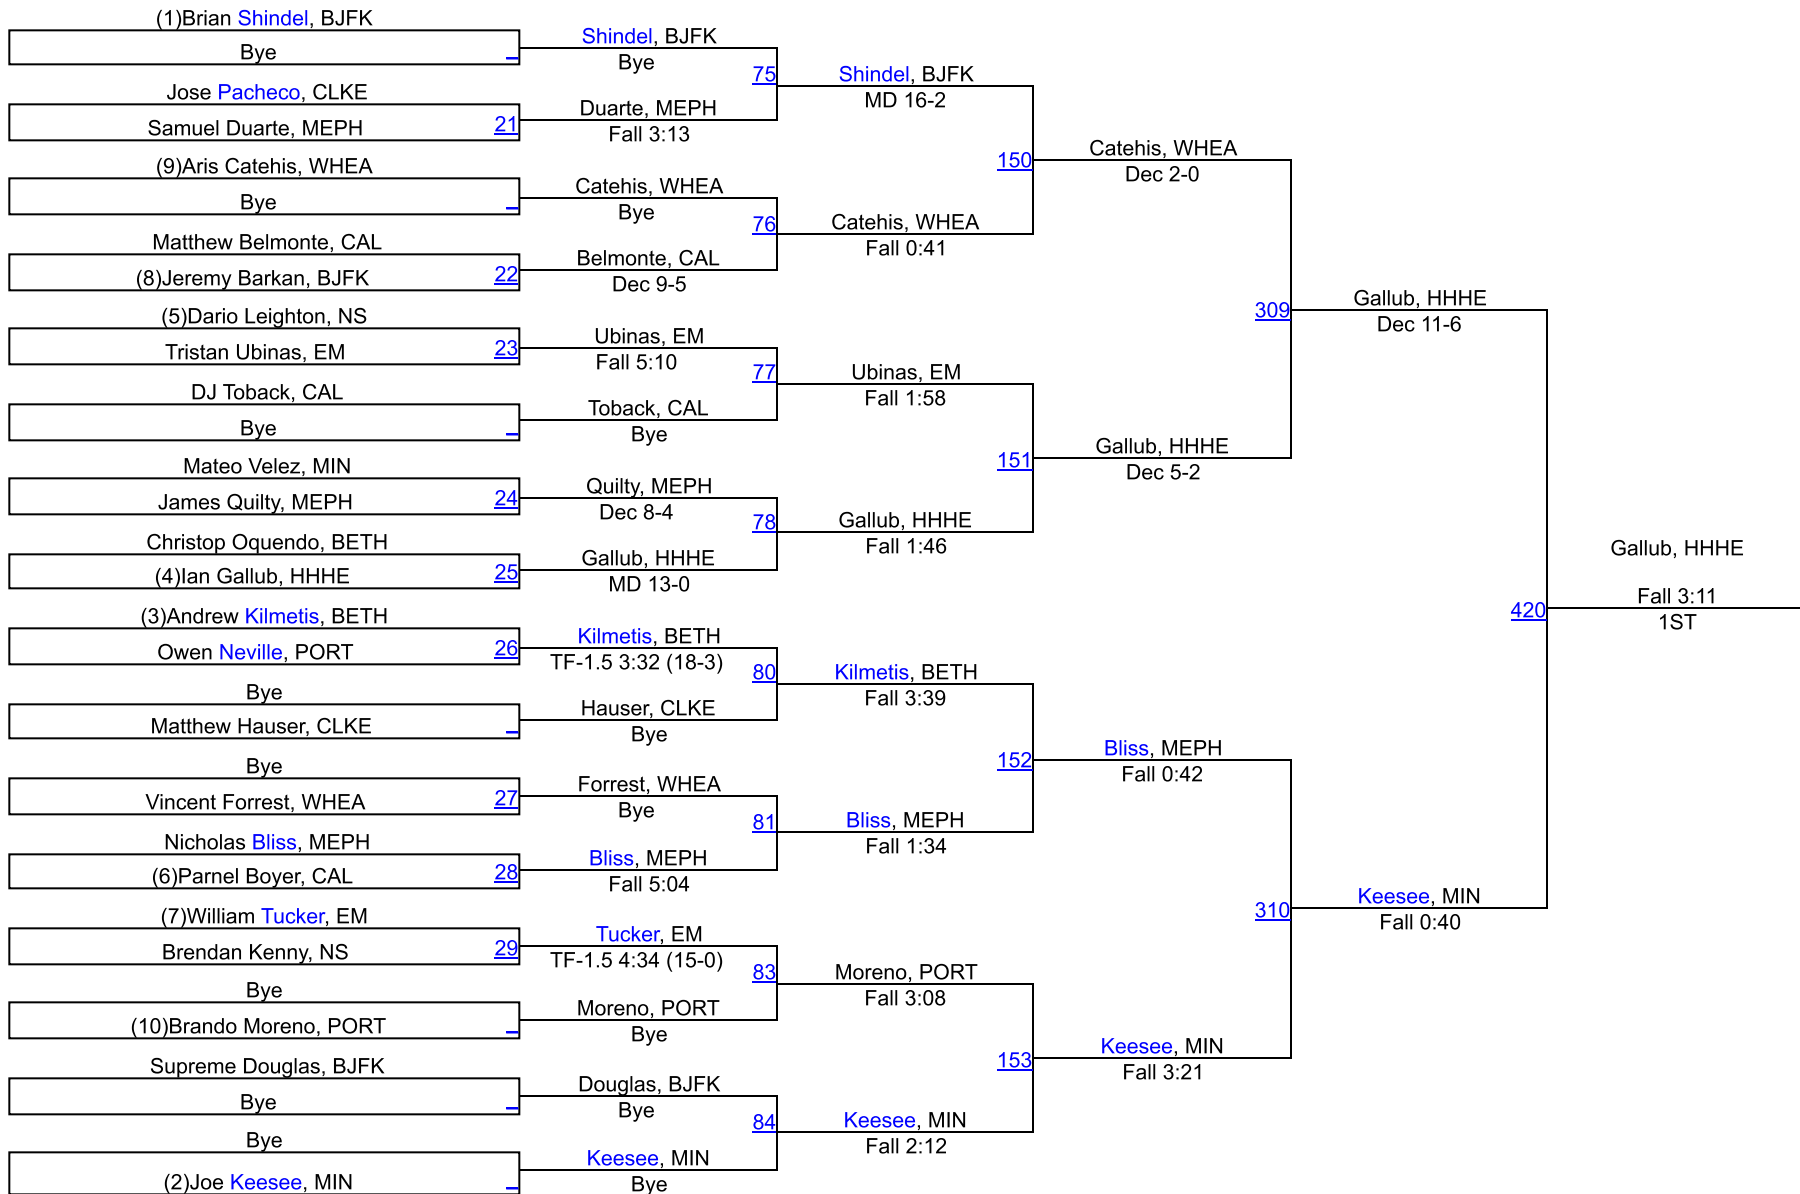 (1)Brian Shindel, BJFK
Bye
Jose Pacheco, CLKE
Samuel Duarte, MEPH
21
(9)Aris Catehis, WHEA
Bye
Matthew Belmonte, CAL
(8)Jeremy Barkan, BJFK
22
(5)Dario Leighton, NS
Tristan Ubinas, EM
23
DJ Toback, CAL
Bye
Mateo Velez, MIN
James Quilty, MEPH
24
Christop Oquendo, BETH
(4)Ian Gallub, HHHE
25
(3)Andrew Kilmetis, BETH
Owen Neville, PORT
26
Bye
Matthew Hauser, CLKE
Bye
Vincent Forrest, WHEA
27
Nicholas Bliss, MEPH
(6)Parnel Boyer, CAL
28
(7)William Tucker, EM
Brendan Kenny, NS
29
Bye
(10)Brando Moreno, PORT
Supreme Douglas, BJFK
Bye
Bye
(2)Joe Keesee, MIN
Shindel, BJFK
Bye
75
Duarte, MEPH
Fall 3:13
Catehis, WHEA
Bye
76
Belmonte, CAL
Dec 9-5
Ubinas, EM
Fall 5:10
77
Toback, CAL
Bye
Quilty, MEPH
Dec 8-4
78
Gallub, HHHE
MD 13-0
Kilmetis, BETH
TF-1.5 3:32 (18-3)
80
Hauser, CLKE
Bye
Forrest, WHEA
Bye
81
Bliss, MEPH
Fall 5:04
Tucker, EM
TF-1.5 4:34 (15-0)
83
Moreno, PORT
Bye
Douglas, BJFK
Bye
84
Keesee, MIN
Bye
Shindel, BJFK
MD 16-2
150
Catehis, WHEA
Fall 0:41
Ubinas, EM
Fall 1:58
151
Gallub, HHHE
Fall 1:46
Kilmetis, BETH
Fall 3:39
152
Bliss, MEPH
Fall 1:34
Moreno, PORT
Fall 3:08
153
Keesee, MIN
Fall 2:12
Catehis, WHEA
Dec 2-0
309
Gallub, HHHE
Dec 5-2
Bliss, MEPH
Fall 0:42
310
Keesee, MIN
Fall 3:21
Gallub, HHHE
Dec 11-6
420
Keesee, MIN
Fall 0:40
Gallub, HHHE
Fall 3:11
1ST